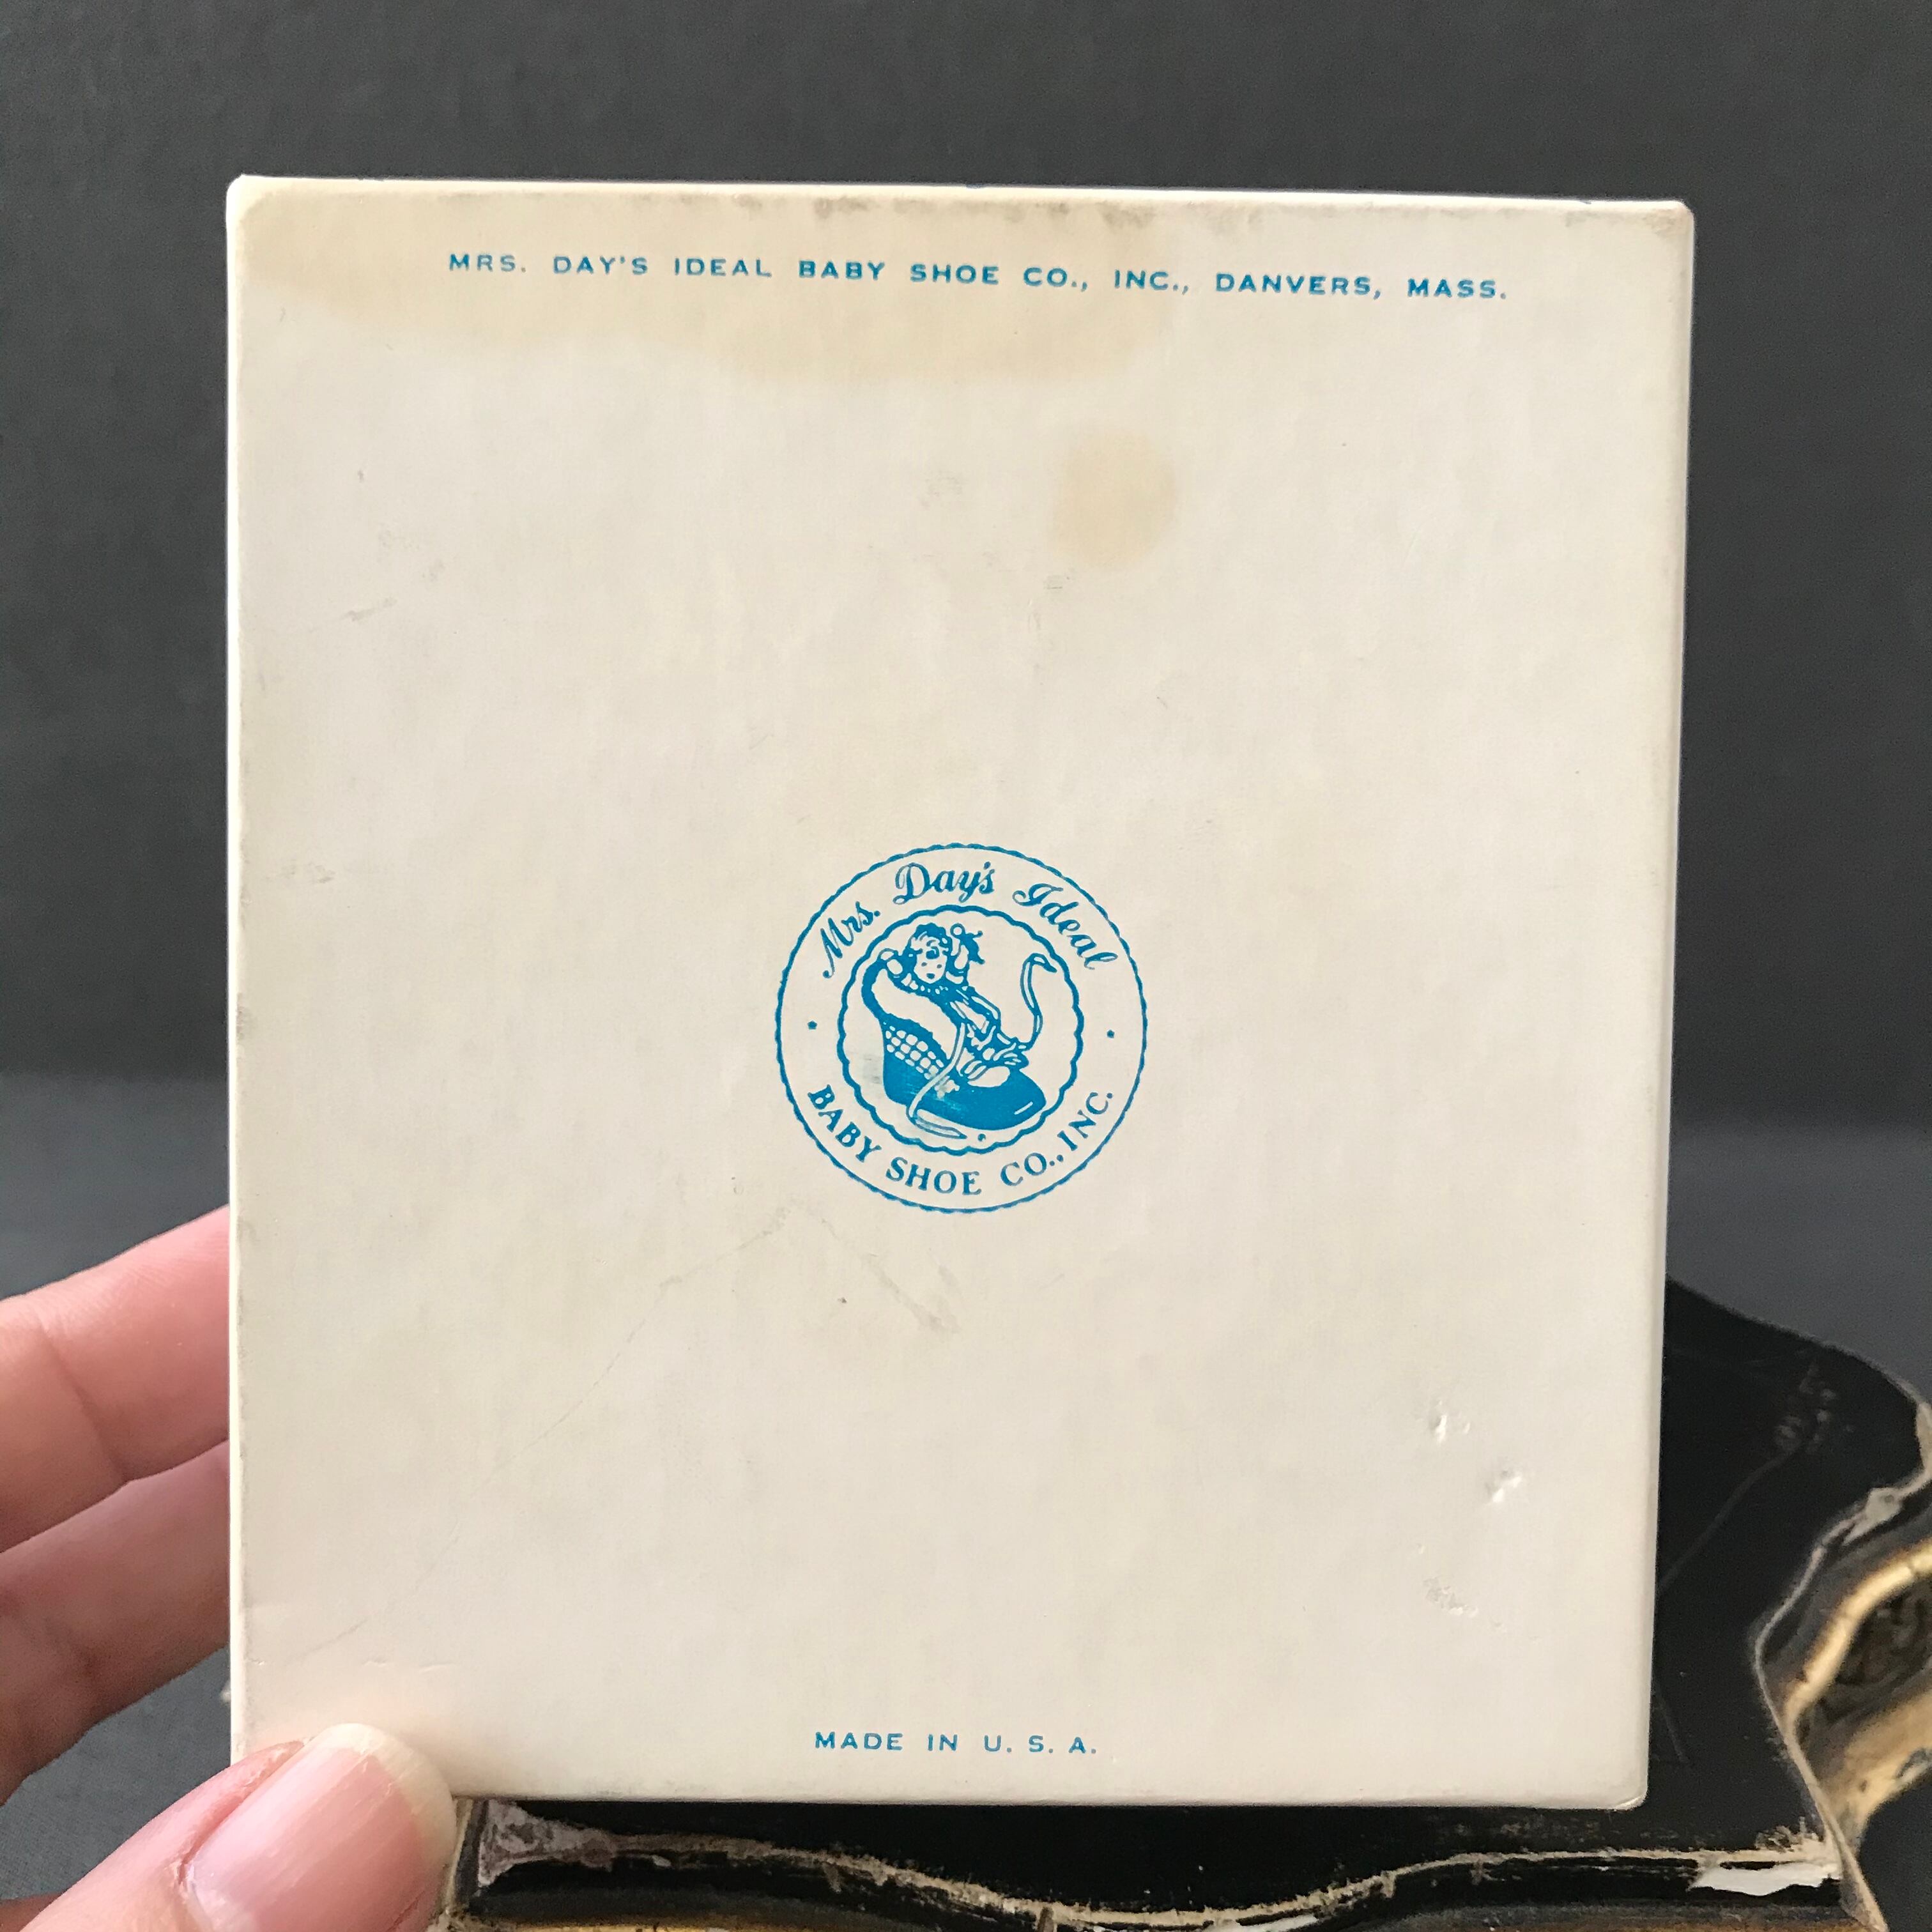 MRS. DAY'S IDEAL BABY SHOE CO., INC., DANVERS, MASS.
Mrs. Day's Ideal
BABY SHOE CO., INC.
MADE IN U. S. A.